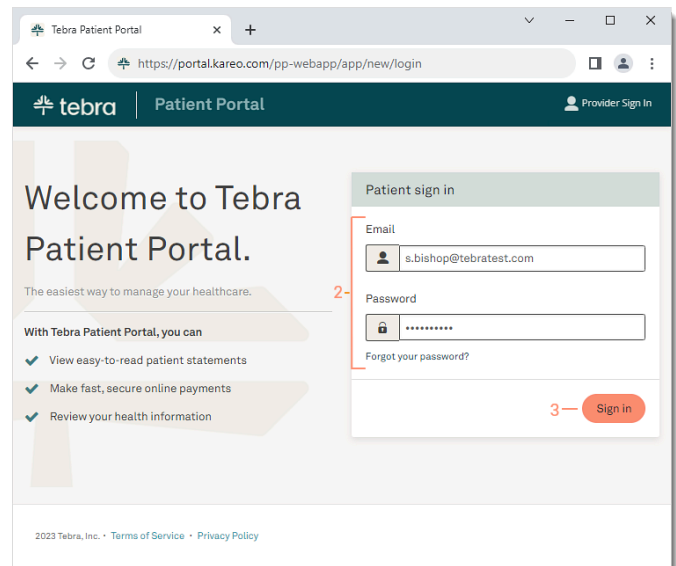 Tebra Patient Portal
https://portal.kareo.com/pp-webapp/app/new/login
tebra Patient Portal
Provider Sign In
Welcome to Tebra
Patient Portal.
The easiest way to manage your healthcare.
With Tebra Patient Portal, you can
View easy-to-read patient statements
Make fast, secure online payments
Review your health information
Patient sign in
Email
s.bishop@tebratest.com
2
Password
••••••••••
Forgot your password?
3
Sign in
2023 Tebra, Inc. • Terms of Service • Privacy Policy